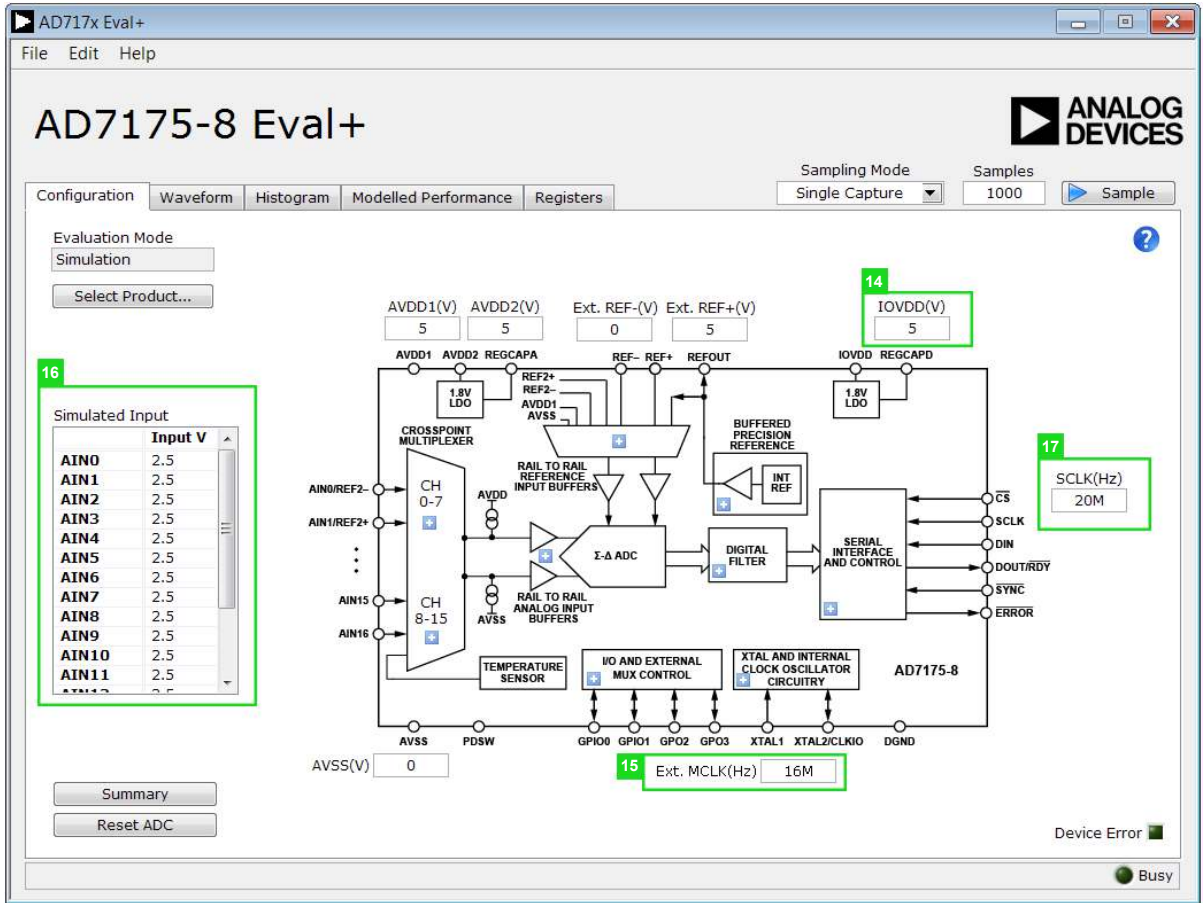 AD717x Eval+
File Edit Help
AD7175-8 Eval+
ANALOG
DEVICES
Sampling Mode
Samples
Configuration
Waveform
Histogram
Modelled Performance
Registers
Single Capture
1000
Sample
Evaluation Mode
Simulation
Select Product...
?
14
AVDD1(V)
AVDD2(V)
Ext. REF-(V)
Ext. REF+(V)
IOVDD(V)
5
5
0
5
5
AVDD1
AVDD2
REGCAPA
REF–
REF+
REFOUT
IOVDD
REGCAPD
16
Simulated Input
Input V
AIN0 2.5
AIN1 2.5
AIN2 2.5
AIN3 2.5
AIN4 2.5
AIN5 2.5
AIN6 2.5
AIN7 2.5
AIN8 2.5
AIN9 2.5
AIN10 2.5
AIN11 2.5
1.8V
LDO
REF2+
REF2–
AVDD1
AVSS
1.8V
LDO
CROSSPOINT
MULTIPLEXER
BUFFERED
PRECISION
REFERENCE
INT
REF
RAIL TO RAIL
REFERENCE
INPUT BUFFERS
17
SCLK(Hz)
20M
AIN0/REF2–
AIN1/REF2+
AIN15
AIN16
CH
0-7
CH
8-15
AVDD
AVSS
Σ-Δ ADC
DIGITAL
FILTER
SERIAL
INTERFACE
AND CONTROL
CS
SCLK
DIN
DOUT/RDY
SYNC
ERROR
RAIL TO RAIL
ANALOG INPUT
BUFFERS
TEMPERATURE
SENSOR
I/O AND EXTERNAL
MUX CONTROL
XTAL AND INTERNAL
CLOCK OSCILLATOR
CIRCUITRY
AD7175-8
AVSS
PDSW
GPIO0
GPIO1
GPO2
GPO3
XTAL1
XTAL2/CLKIO
DGND
AVSS(V) 0
15
Ext. MCLK(Hz) 16M
Summary
Reset ADC
Device Error
Busy